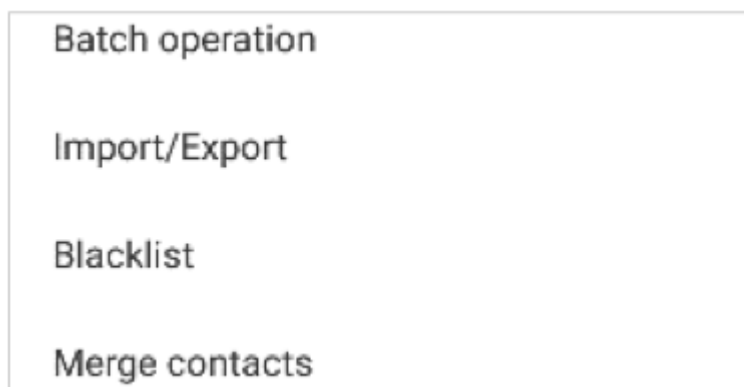 Batch operation
Import/Export
Blacklist
Merge contacts